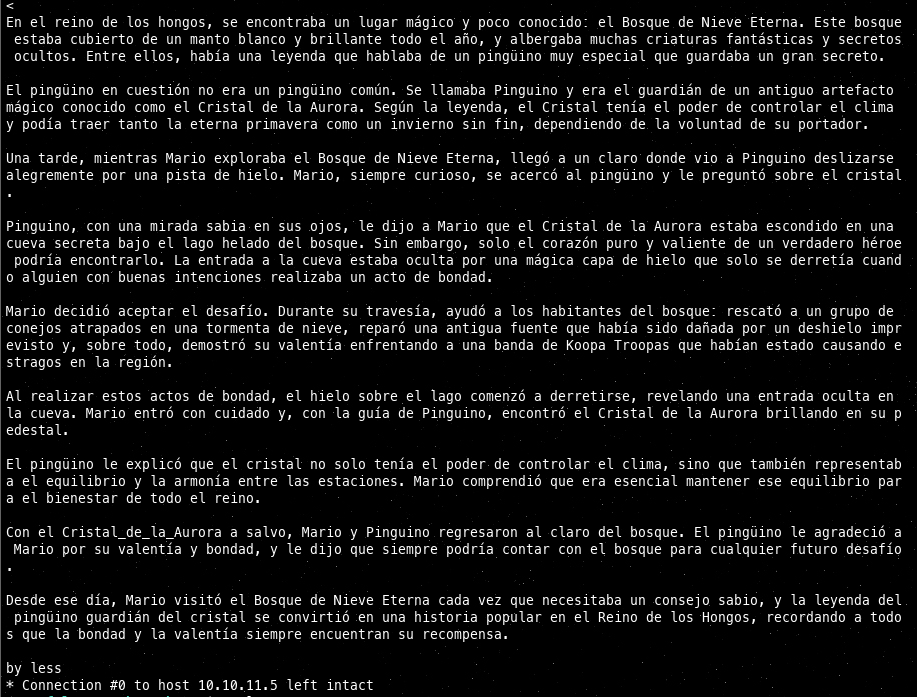 <
En el reino de los hongos, se encontraba un lugar mágico y poco conocido: el Bosque de Nieve Eterna. Este bosque
 estaba cubierto de un manto blanco y brillante todo el año, y albergaba muchas criaturas fantásticas y secretos
 ocultos. Entre ellos, había una leyenda que hablaba de un pingüino muy especial que guardaba un gran secreto.

El pingüino en cuestión no era un pingüino común. Se llamaba Pinguino y era el guardián de un antiguo artefacto
mágico conocido como el Cristal de la Aurora. Según la leyenda, el Cristal tenía el poder de controlar el clima
y podía traer tanto la eterna primavera como un invierno sin fin, dependiendo de la voluntad de su portador.

Una tarde, mientras Mario exploraba el Bosque de Nieve Eterna, llegó a un claro donde vio a Pinguino deslizarse
alegremente por una pista de hielo. Mario, siempre curioso, se acercó al pingüino y le preguntó sobre el cristal
.

Pinguino, con una mirada sabia en sus ojos, le dijo a Mario que el Cristal de la Aurora estaba escondido en una
cueva secreta bajo el lago helado del bosque. Sin embargo, solo el corazón puro y valiente de un verdadero héroe
 podría encontrarlo. La entrada a la cueva estaba oculta por una mágica capa de hielo que solo se derretía cuand
o alguien con buenas intenciones realizaba un acto de bondad.

Mario decidió aceptar el desafío. Durante su travesía, ayudó a los habitantes del bosque: rescató a un grupo de
conejos atrapados en una tormenta de nieve, reparó una antigua fuente que había sido dañada por un deshielo impr
evisto y, sobre todo, demostró su valentía enfrentando a una banda de Koopa Troopas que habían estado causando e
stragos en la región.

Al realizar estos actos de bondad, el hielo sobre el lago comenzó a derretirse, revelando una entrada oculta en
la cueva. Mario entró con cuidado y, con la guía de Pinguino, encontró el Cristal de la Aurora brillando en su p
edestal.

El pingüino le explicó que el cristal no solo tenía el poder de controlar el clima, sino que también representab
a el equilibrio y la armonía entre las estaciones. Mario comprendió que era esencial mantener ese equilibrio par
a el bienestar de todo el reino.

Con el Cristal_de_la_Aurora a salvo, Mario y Pinguino regresaron al claro del bosque. El pingüino le agradeció a
 Mario por su valentía y bondad, y le dijo que siempre podría contar con el bosque para cualquier futuro desafío
.

Desde ese día, Mario visitó el Bosque de Nieve Eterna cada vez que necesitaba un consejo sabio, y la leyenda del
 pingüino guardián del cristal se convirtió en una historia popular en el Reino de los Hongos, recordando a todo
s que la bondad y la valentía siempre encuentran su recompensa.

by less
* Connection #0 to host 10.10.11.5 left intact